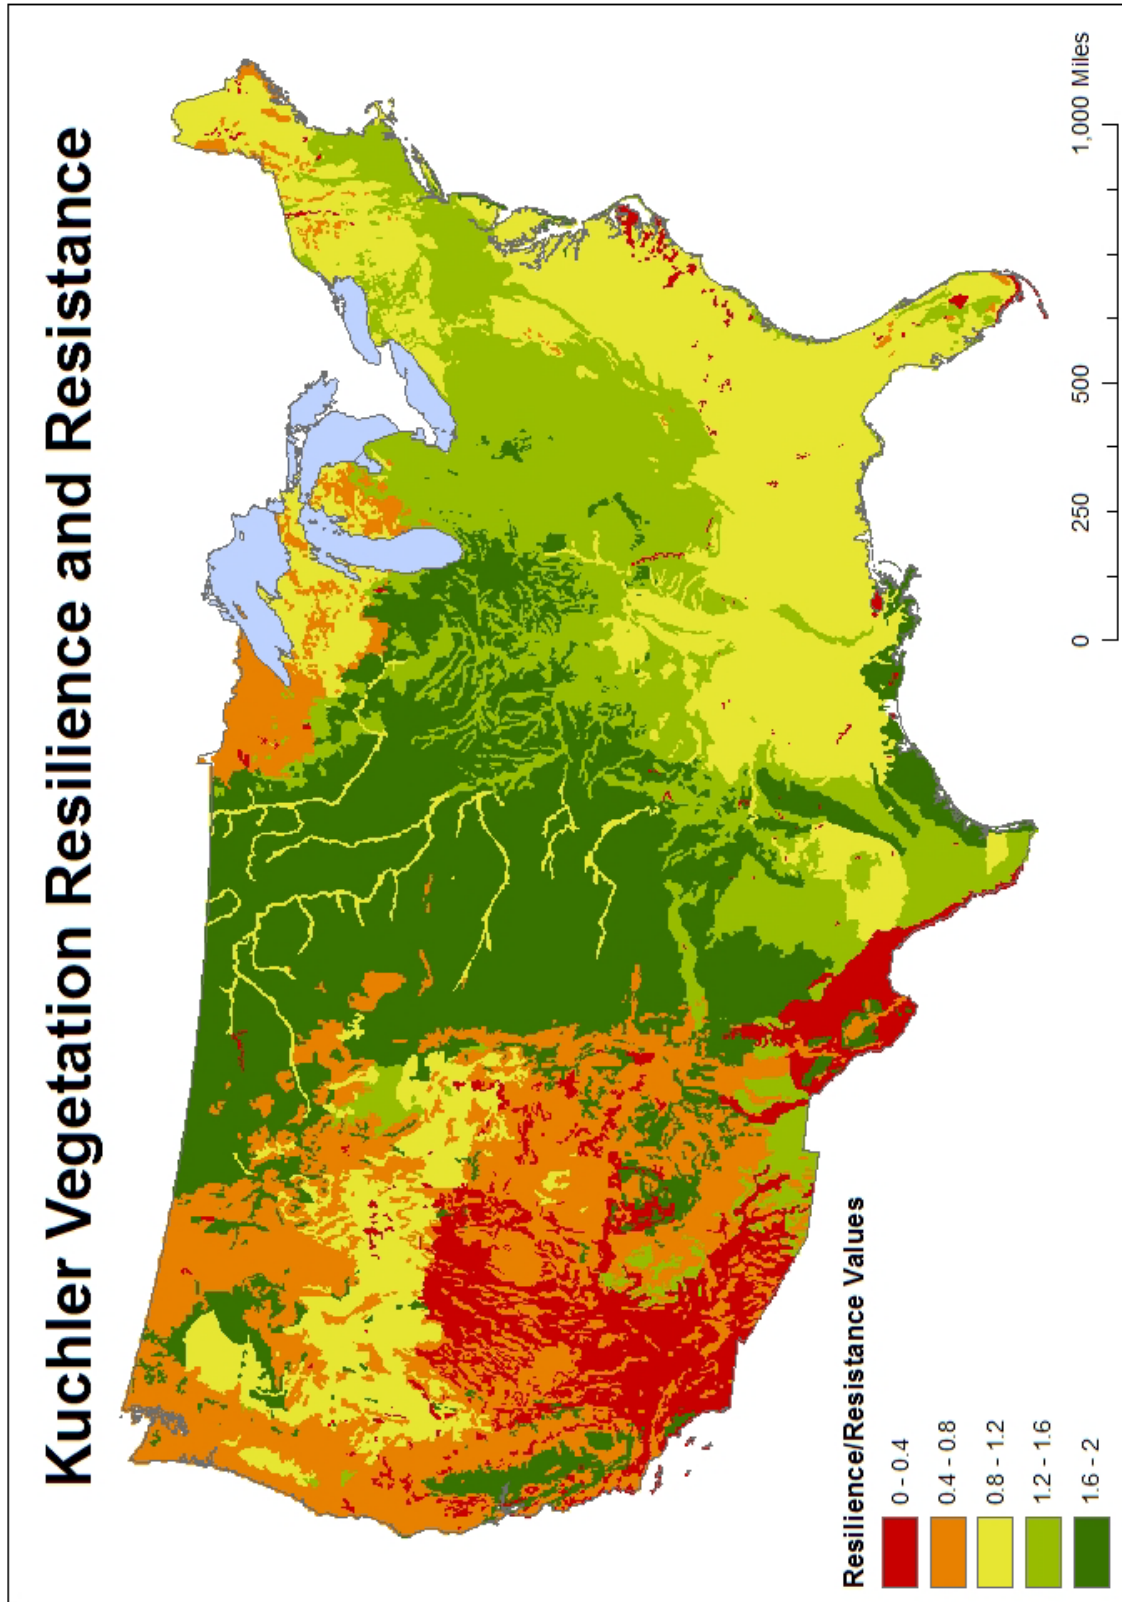 Kuchler Vegetation Resilience and Resistance
Resilience/Resistance Values
0 - 0.4
0.4 - 0.8
0.8 - 1.2
1.2 - 1.6
1.6 - 2
0 250 500 1,000 Miles